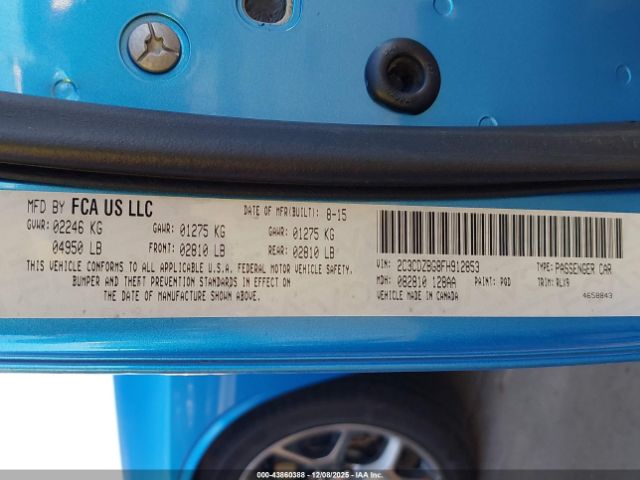 MFD BY FCA US LLC
DATE OF MFR(BUILT): 8-15
GVWR: 02246 KG GAWR: 01275 KG GAWR: 01275 KG
04950 LB FRONT: 02810 LB REAR: 02810 LB
THIS VEHICLE CONFORMS TO ALL APPLICABLE U.S.A. FEDERAL MOTOR VEHICLE SAFETY,
BUMPER AND THEFT PREVENTION STANDARDS IN EFFECT ON
THE DATE OF MANUFACTURE SHOWN ABOVE.
VIN: 2C3CDZBG8FH912853 TYPE: PASSENGER CAR
MDH: 082810 128AA PAINT: PQD TRIM: RLX9
VEHICLE MADE IN CANADA 4658843
000-43860388 | 12/08/2025 | IAAI.COM